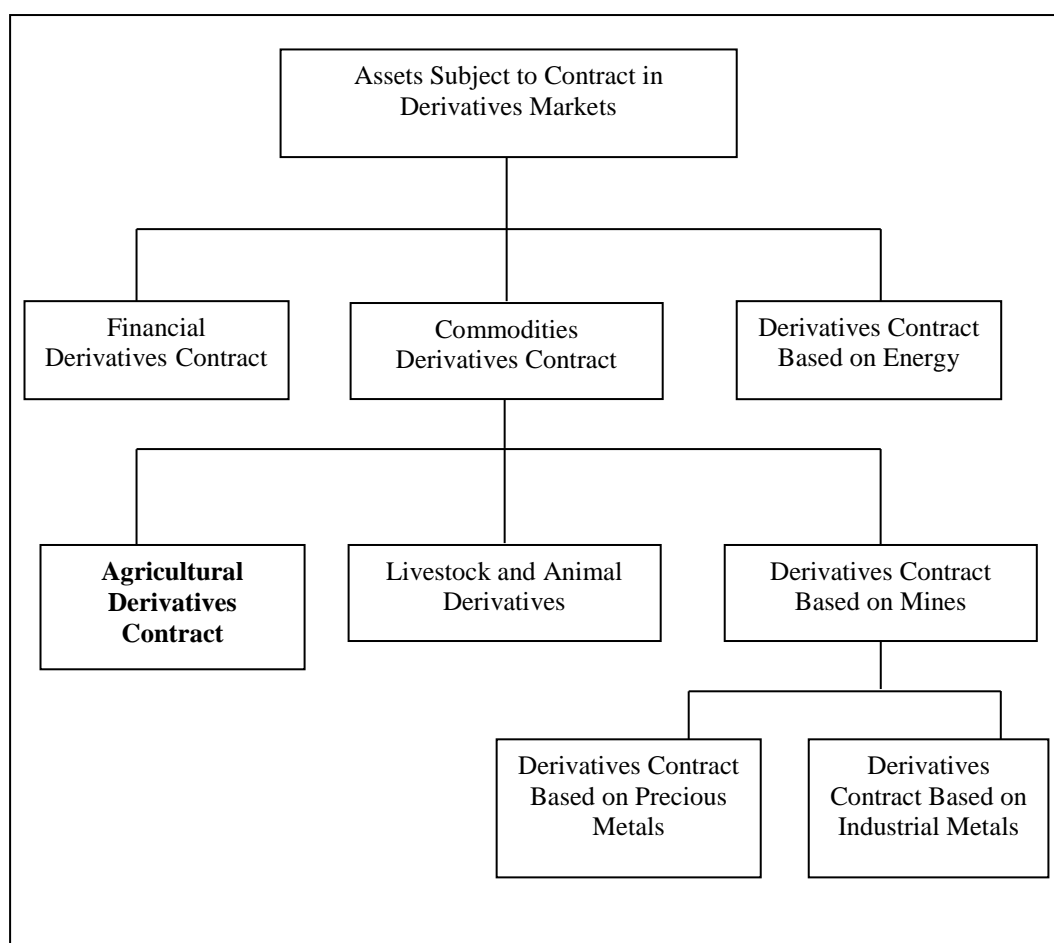 Assets Subject to Contract in
Derivatives Markets
Financial
Derivatives Contract
Commodities
Derivatives Contract
Derivatives Contract
Based on Energy
Agricultural
Derivatives
Contract
Livestock and Animal
Derivatives
Derivatives Contract
Based on Mines
Derivatives Contract
Based on Precious
Metals
Derivatives
Contract Based on
Industrial Metals